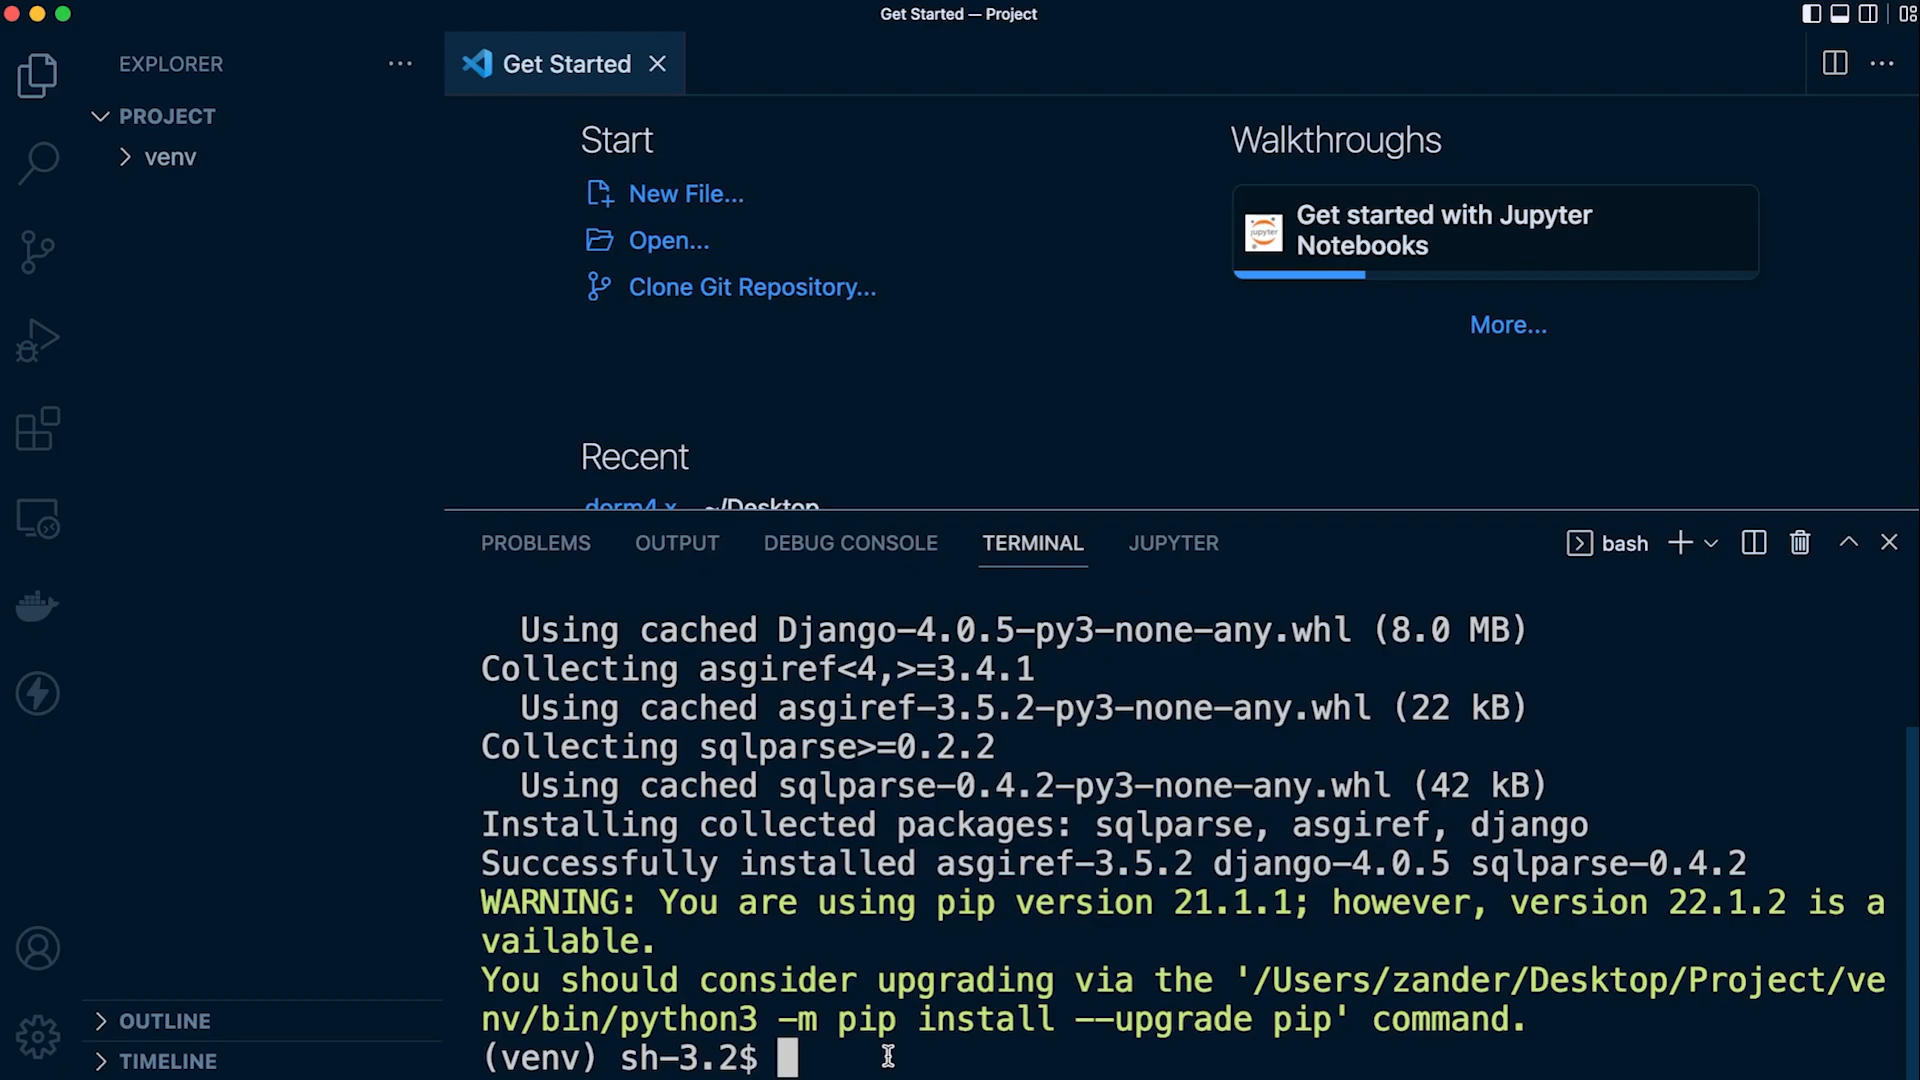 Get Started — Project
EXPLORER
PROJECT
venv
OUTLINE
TIMELINE
Get Started
Start
New File...
Open...
Clone Git Repository...
Walkthroughs
jupyter
Get started with Jupyter
Notebooks
More...
Recent
dorm4.x ~/Desktop
PROBLEMS OUTPUT DEBUG CONSOLE TERMINAL JUPYTER bash
Using cached Django-4.0.5-py3-none-any.whl (8.0 MB)
Collecting asgiref<4,>=3.4.1
Using cached asgiref-3.5.2-py3-none-any.whl (22 kB)
Collecting sqlparse>=0.2.2
Using cached sqlparse-0.4.2-py3-none-any.whl (42 kB)
Installing collected packages: sqlparse, asgiref, django
Successfully installed asgiref-3.5.2 django-4.0.5 sqlparse-0.4.2
WARNING: You are using pip version 21.1.1; however, version 22.1.2 is a
vailable.
You should consider upgrading via the '/Users/zander/Desktop/Project/ve
nv/bin/python3 -m pip install --upgrade pip' command.
(venv) sh-3.2$